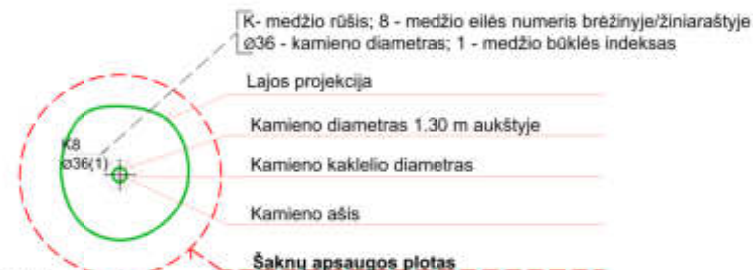 K- medžio rūšis; 8 - medžio eilės numeris brėžinyje/žiniaraštyje
ø36 - kamieno diametras; 1 - medžio būklės indeksas
Lajos projekcija
Kamieno diametras 1.30 m aukštyje
K8
ø36(1)
Kamieno kaklelio diametras
Kamieno ašis
Šaknų apsaugos plotas